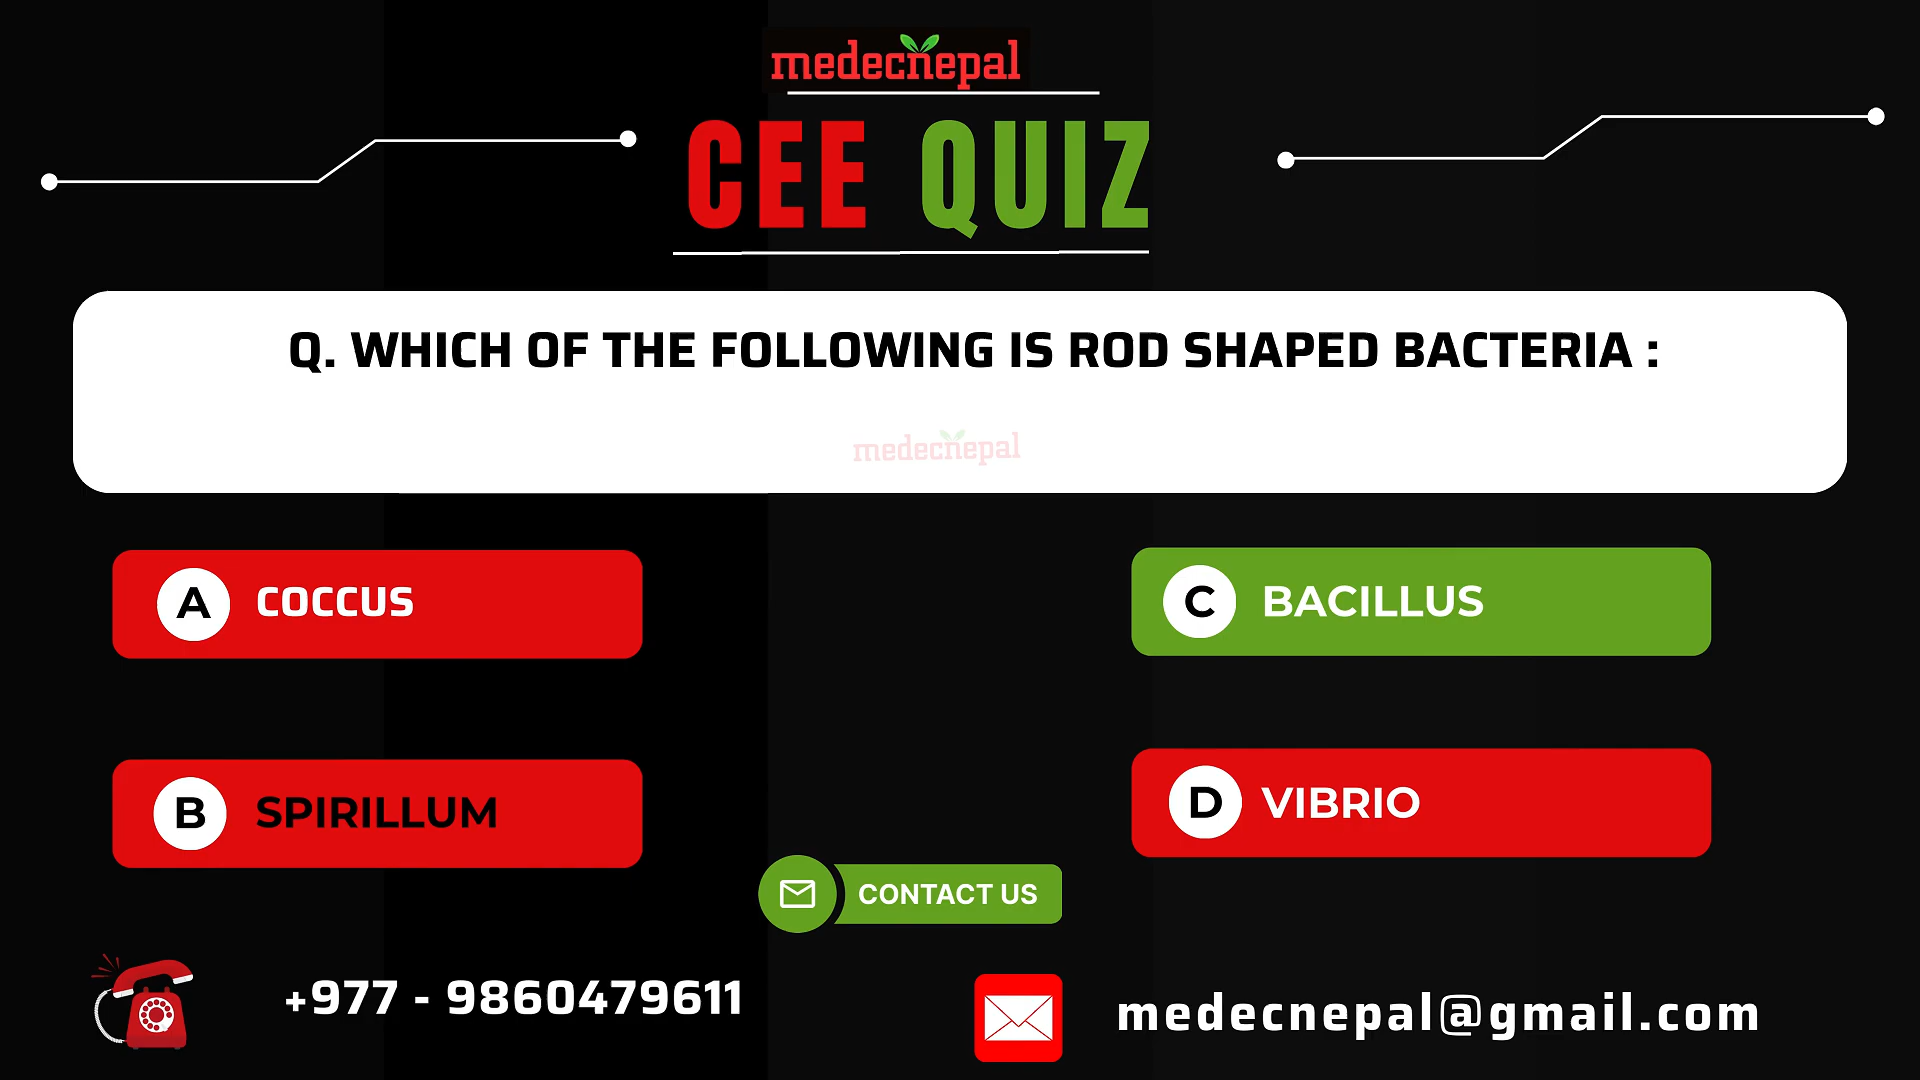 medecnepal
CEE QUIZ
Q. WHICH OF THE FOLLOWING IS ROD SHAPED BACTERIA :
medecnepal
A COCCUS
C BACILLUS
B SPIRILLUM
D VIBRIO
CONTACT US
+977 - 9860479611
medecnepal@gmail.com